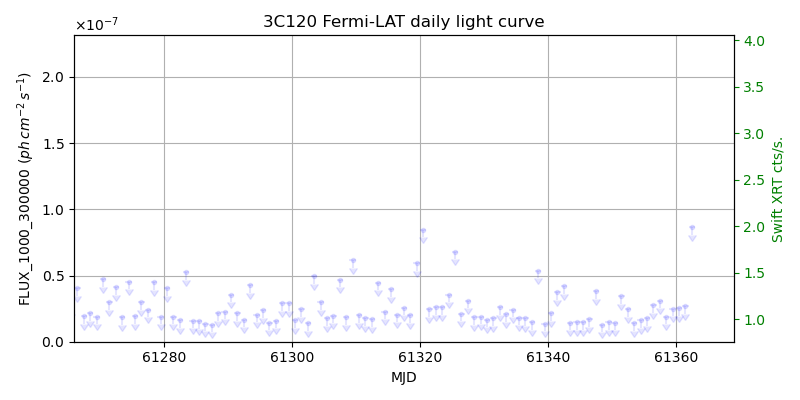 3C120 Fermi-LAT daily light curve
×10⁻⁷
FLUX_1000_300000 (ph cm⁻² s⁻¹)
2.0
1.5
1.0
0.5
0.0
61280 61300 61320 61340 61360
MJD
4.0
3.5
3.0
2.5
2.0
1.5
1.0
Swift XRT cts/s.